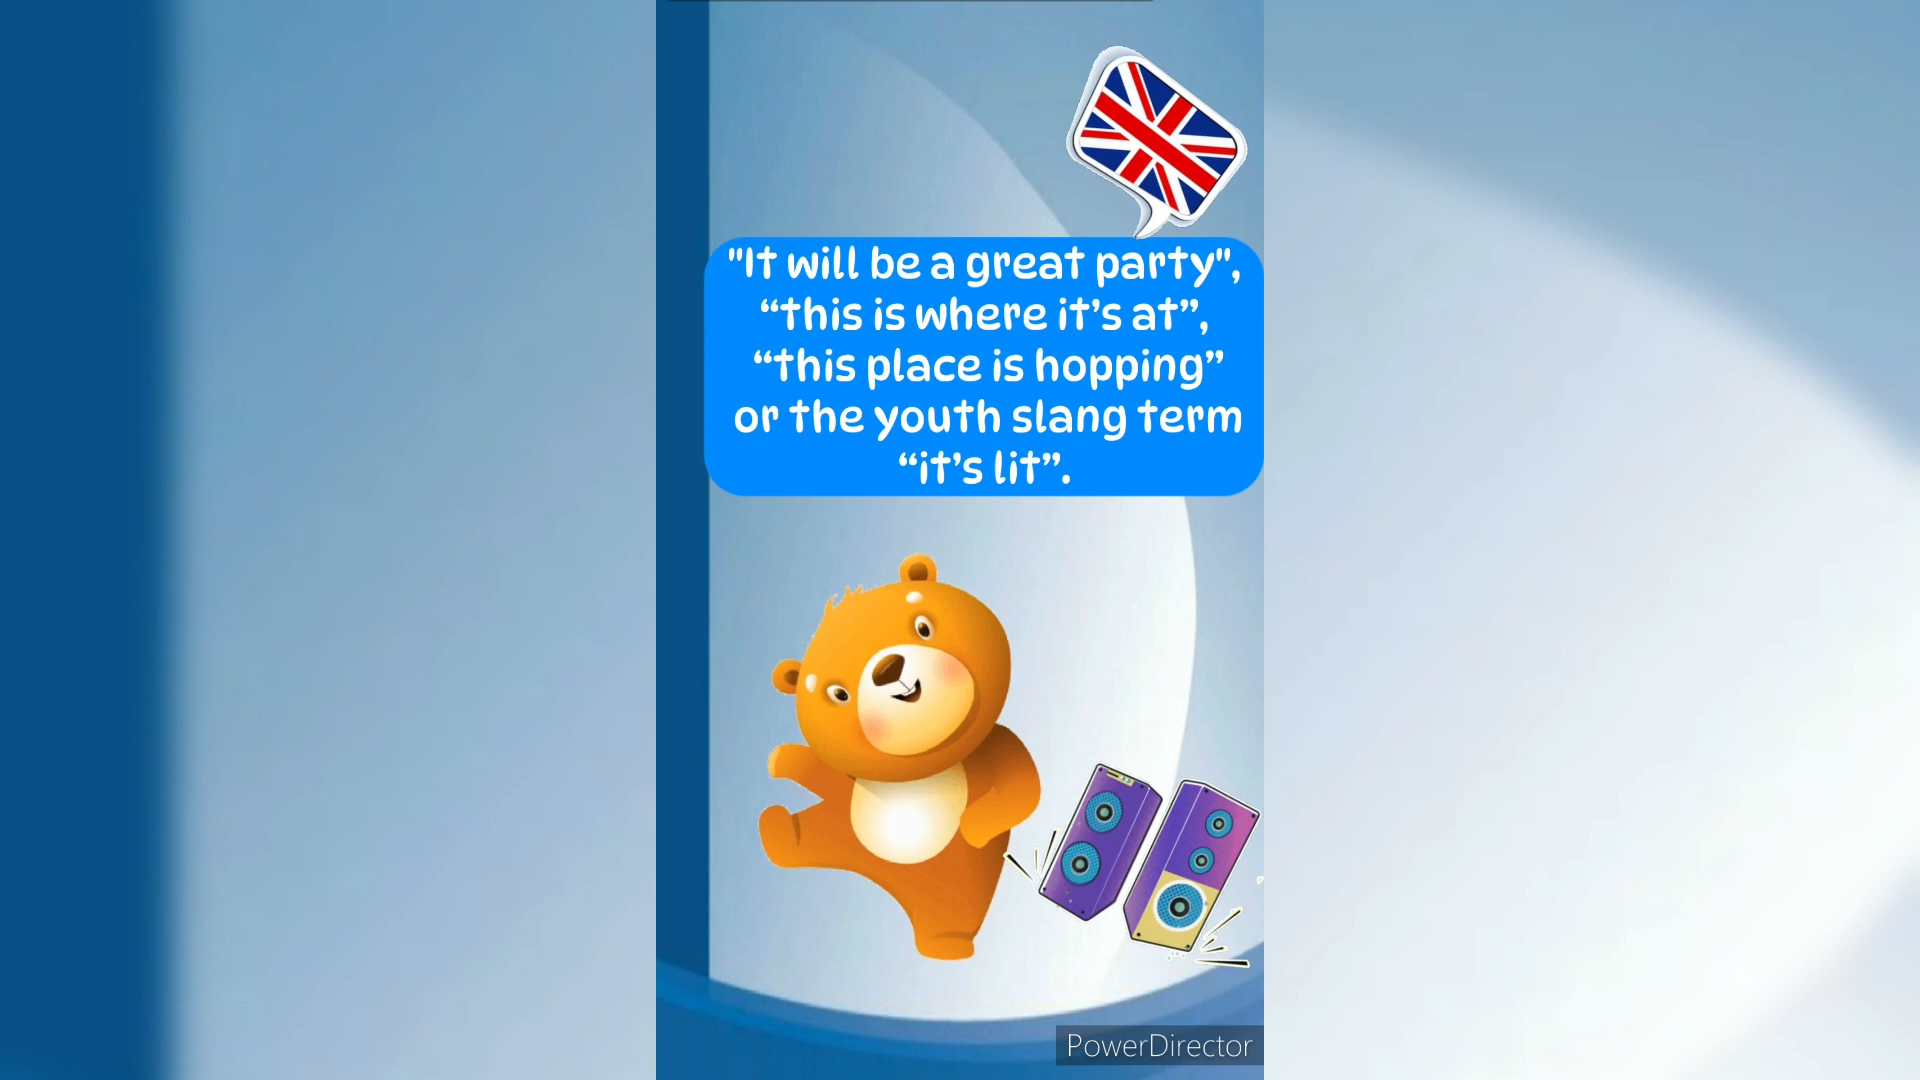 "It will be a great party",
“this is where it’s at”,
“this place is hopping”
or the youth slang term
“it’s lit”.
PowerDirector